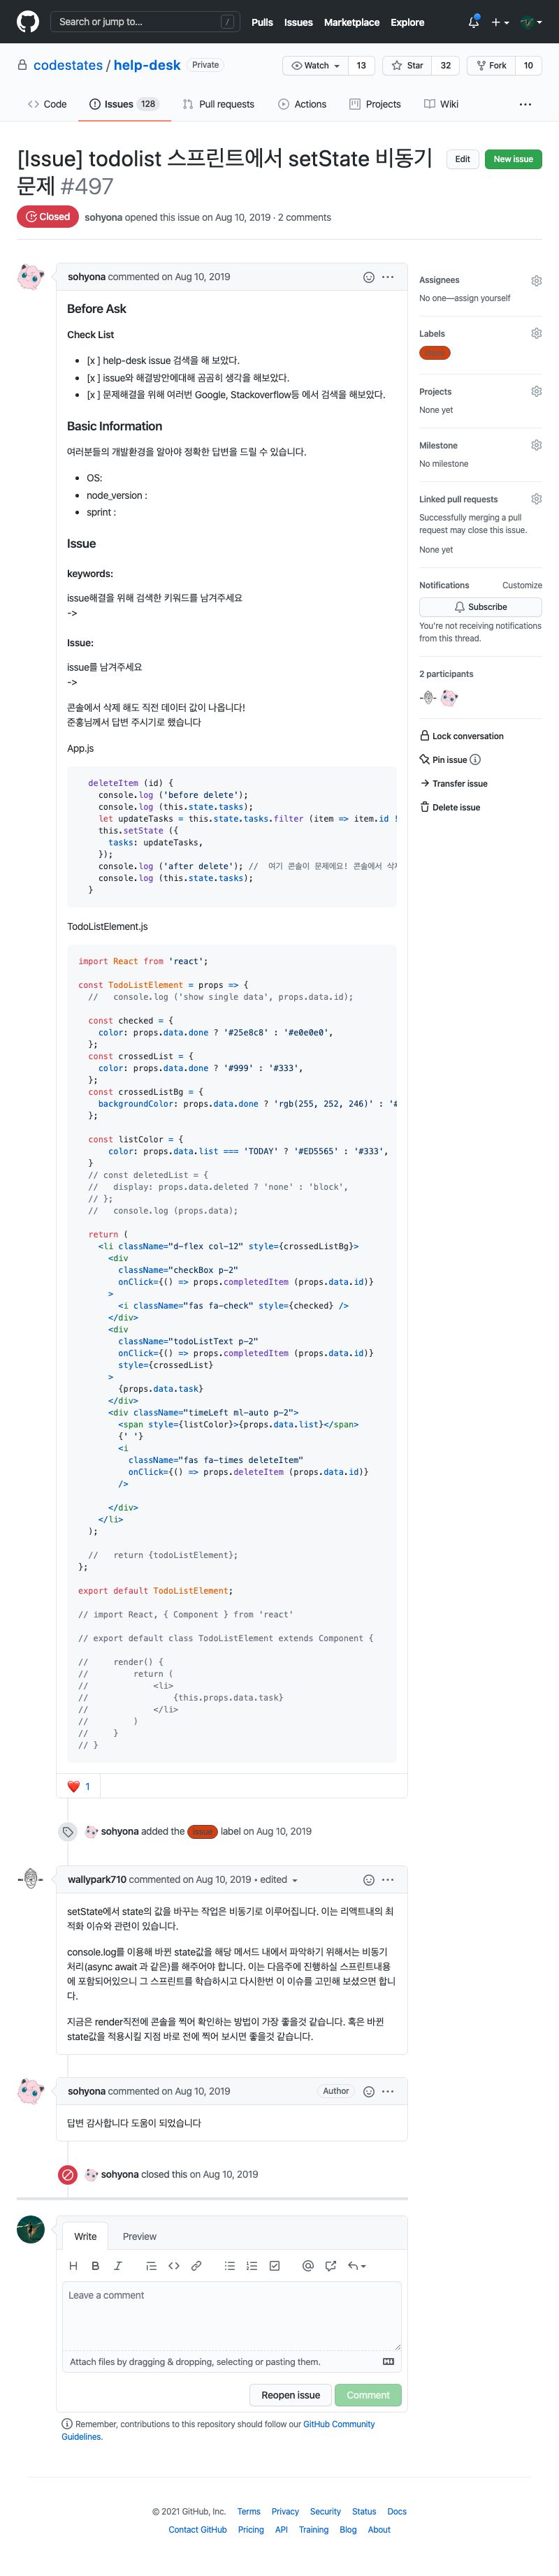 Search or jump to...
/
Pulls Issues Marketplace Explore
codestates / help-desk Private
Watch 13 Star 32 Fork 10
Code Issues 128 Pull requests Actions Projects Wiki
[Issue] todolist 스프린트에서 setState 비동기
문제 #497
Edit New issue
Closed sohyona opened this issue on Aug 10, 2019 · 2 comments
sohyona commented on Aug 10, 2019
Before Ask
Check List
[x ] help-desk issue 검색을 해 보았다.
[x ] issue와 해결방안에대해 곰곰히 생각을 해보았다.
[x ] 문제해결을 위해 여러번 Google, Stackoverflow등 에서 검색을 해보았다.
Basic Information
여러분들의 개발환경을 알아야 정확한 답변을 드릴 수 있습니다.
OS:
node_version :
sprint :
Issue
keywords:
issue해결을 위해 검색한 키워드를 남겨주세요
->
Issue:
issue를 남겨주세요
->
콘솔에서 삭제 해도 직전 데이터 값이 나옵니다!
준홍님께서 답변 주시기로 했습니다
App.js
deleteItem (id) {
console.log ('before delete');
console.log (this.state.tasks);
let updateTasks = this.state.tasks.filter (item => item.id !
this.setState ({
tasks: updateTasks,
});
console.log ('after delete'); // 여기 콘솔이 문제에요! 콘솔에서 삭제
console.log (this.state.tasks);
}
TodoListElement.js
import React from 'react';
const TodoListElement = props => {
// console.log ('show single data', props.data.id);
const checked = {
color: props.data.done ? '#25e8c8' : '#e0e0e0',
};
const crossedList = {
color: props.data.done ? '#999' : '#333',
};
const crossedListBg = {
backgroundColor: props.data.done ? 'rgb(255, 252, 246)' : '#
};
const listColor = {
color: props.data.list === 'TODAY' ? '#ED5565' : '#333',
}
// const deletedList = {
// display: props.data.deleted ? 'none' : 'block',
// };
// console.log (props.data);
return (
<li className="d-flex col-12" style={crossedListBg}>
<div
className="checkBox p-2"
onClick={() => props.completedItem (props.data.id)}
>
<i className="fas fa-check" style={checked} />
</div>
<div
className="todoListText p-2"
onClick={() => props.completedItem (props.data.id)}
style={crossedList}
>
{props.data.task}
</div>
<div className="timeLeft ml-auto p-2">
<span style={listColor}>{props.data.list}</span>
{' '}
<i
className="fas fa-times deleteItem"
onClick={() => props.deleteItem (props.data.id)}
/>
</div>
</li>
);
// return {todoListElement};
};
export default TodoListElement;
// import React, { Component } from 'react'
// export default class TodoListElement extends Component {
// render() {
// return (
// <li>
// {this.props.data.task}
// </li>
// )
// }
// }
❤️ 1
sohyona added the issue label on Aug 10, 2019
wallypark710 commented on Aug 10, 2019 • edited
setState에서 state의 값을 바꾸는 작업은 비동기로 이루어집니다. 이는 리액트내의 최
적화 이슈와 관련이 있습니다.
console.log를 이용해 바뀐 state값을 해당 메서드 내에서 파악하기 위해서는 비동기
처리(async await 과 같은)를 해주어야 합니다. 이는 다음주에 진행하실 스프린트내용
에 포함되어있으니 그 스프린트를 학습하시고 다시한번 이 이슈를 고민해 보셨으면 합니
다.
지금은 render직전에 콘솔을 찍어 확인하는 방법이 가장 좋을것 같습니다. 혹은 바뀐
state값을 적용시킬 지점 바로 전에 찍어 보시면 좋을것 같습니다.
sohyona commented on Aug 10, 2019 Author
답변 감사합니다 도움이 되었습니다
sohyona closed this on Aug 10, 2019
Write Preview
Leave a comment
Attach files by dragging & dropping, selecting or pasting them.
Reopen issue Comment
Remember, contributions to this repository should follow our GitHub Community
Guidelines.
Assignees
No one—assign yourself
Labels
Projects
None yet
Milestone
No milestone
Linked pull requests
Successfully merging a pull
request may close this issue.
None yet
Notifications Customize
Subscribe
You're not receiving notifications
from this thread.
2 participants
Lock conversation
Pin issue
Transfer issue
Delete issue
© 2021 GitHub, Inc. Terms Privacy Security Status Docs
Contact GitHub Pricing API Training Blog About